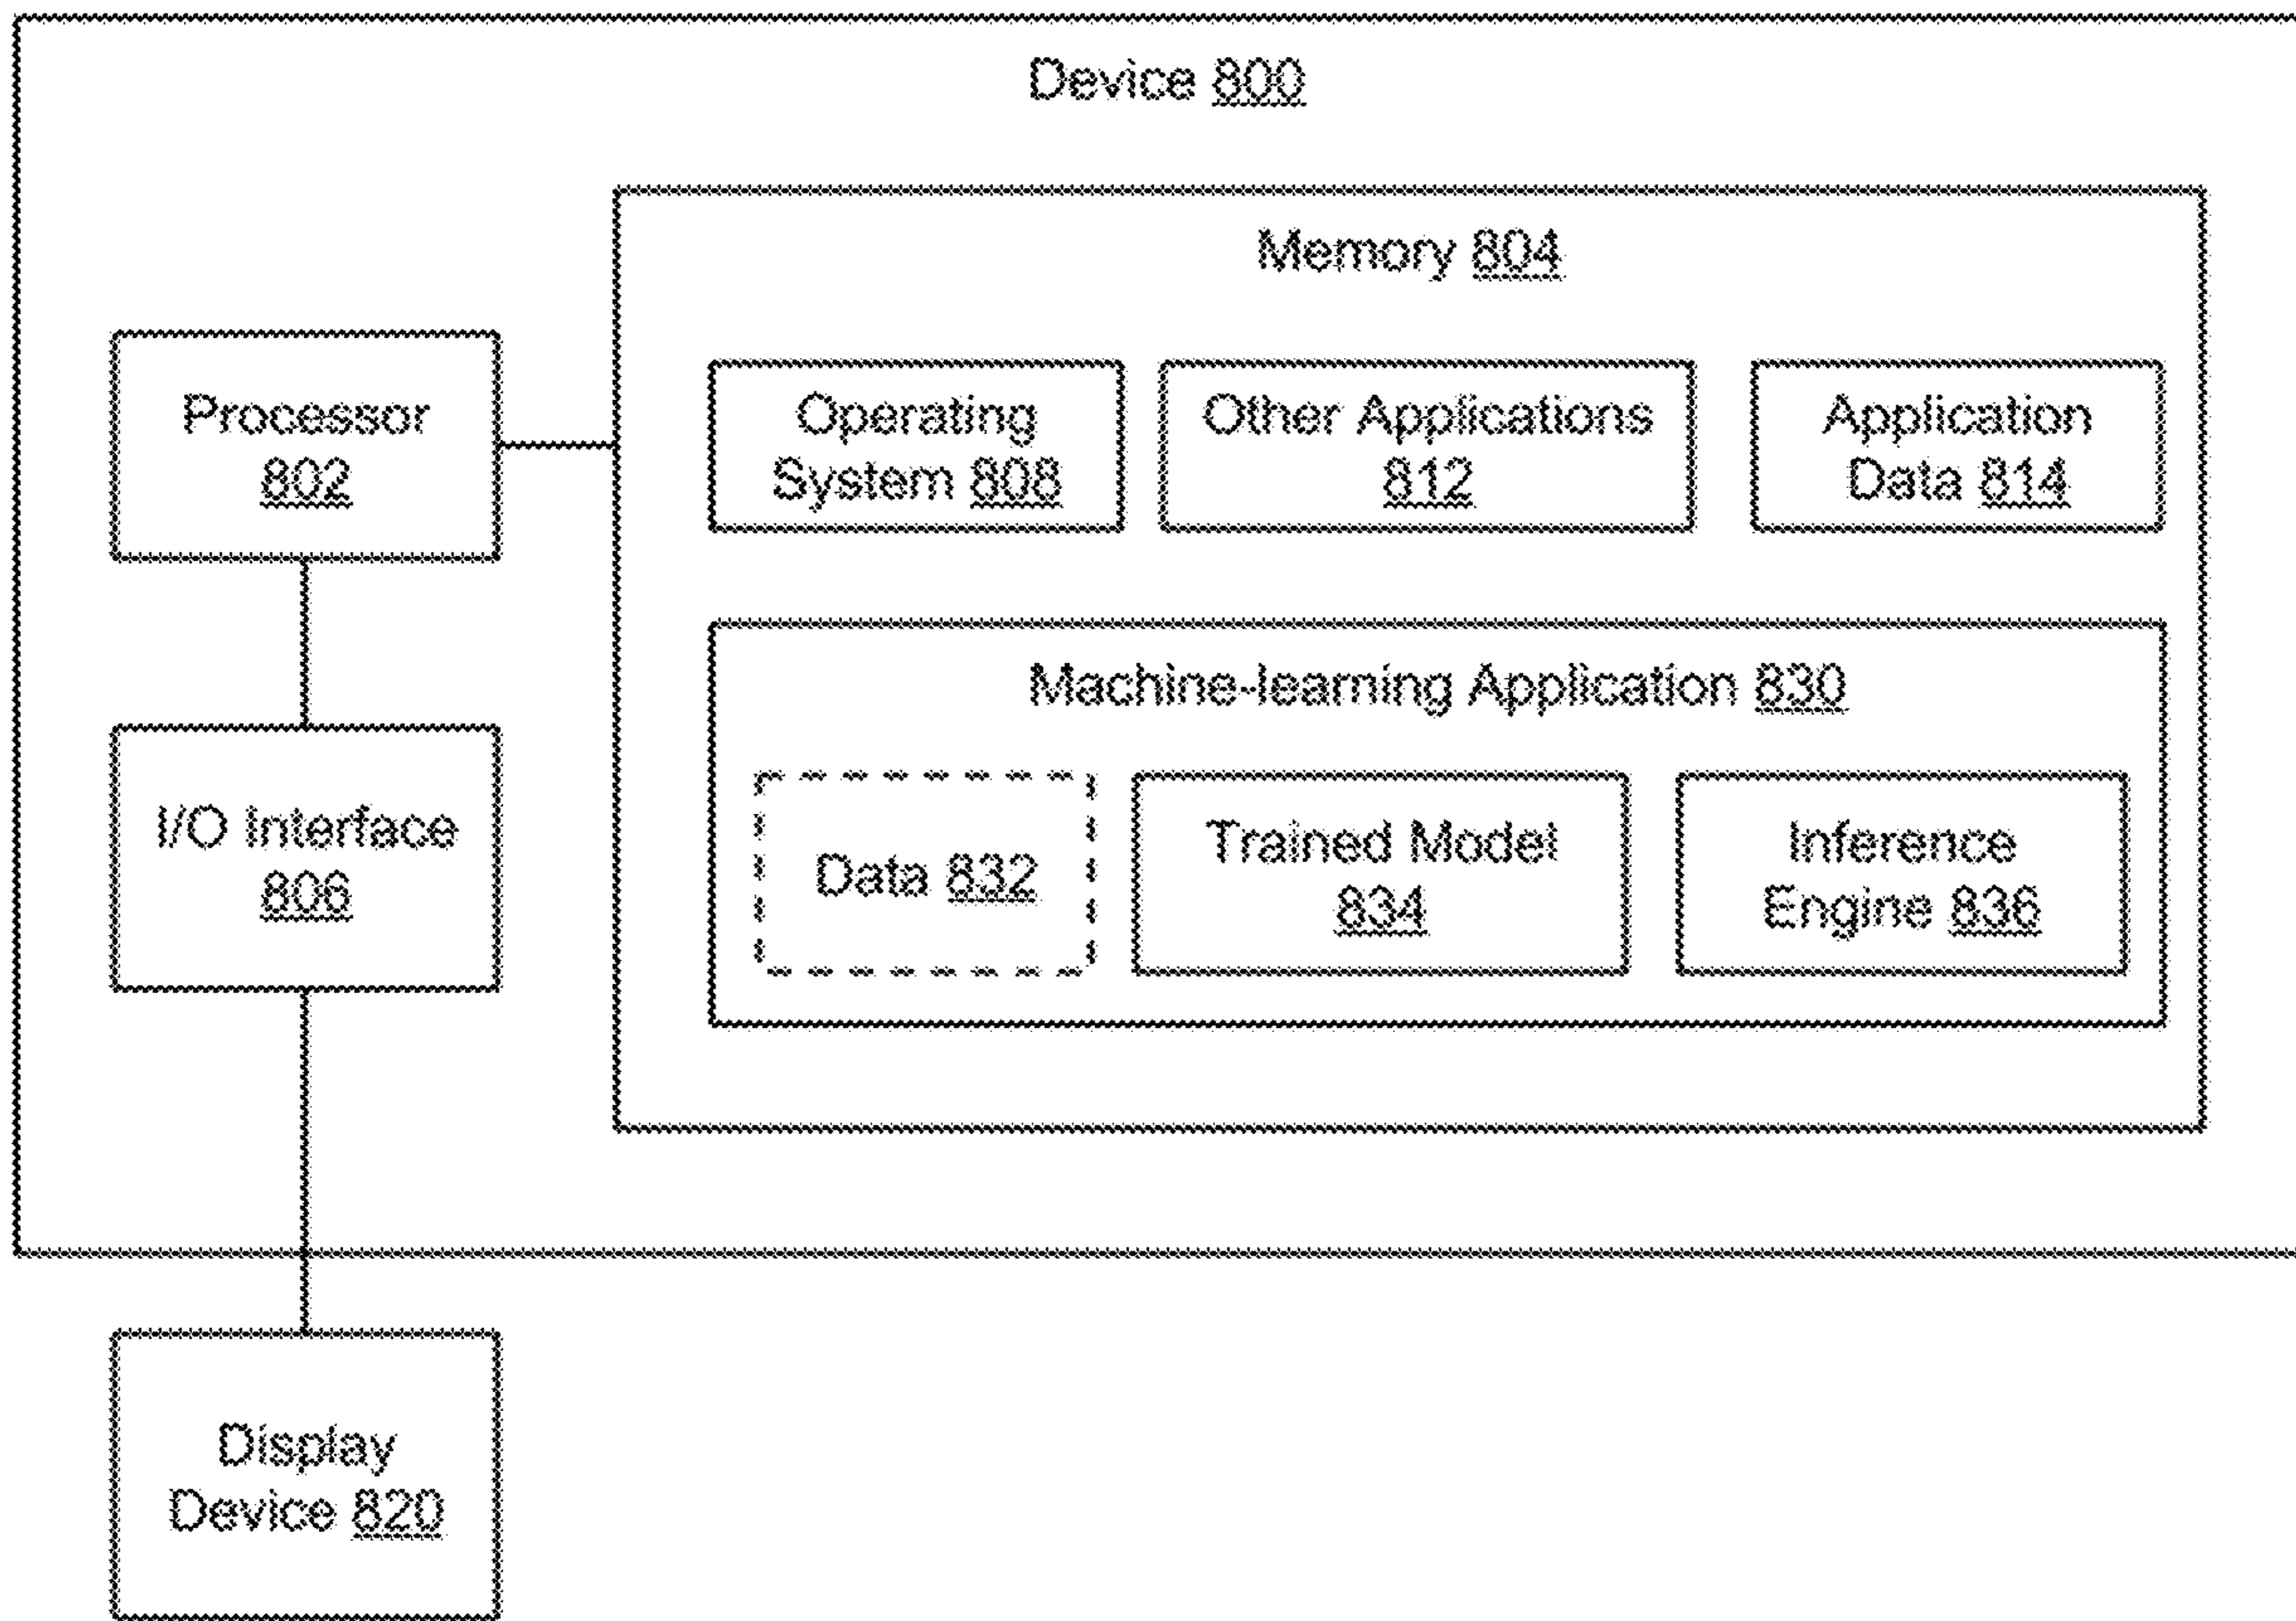 Device 800
Memory 804
Processor
802
Operating
System 808
Other Applications
812
Application
Data 814
Machine-learning Application 830
I/O Interface
806
Data 832
Trained Model
834
Inference
Engine 836
Display
Device 820